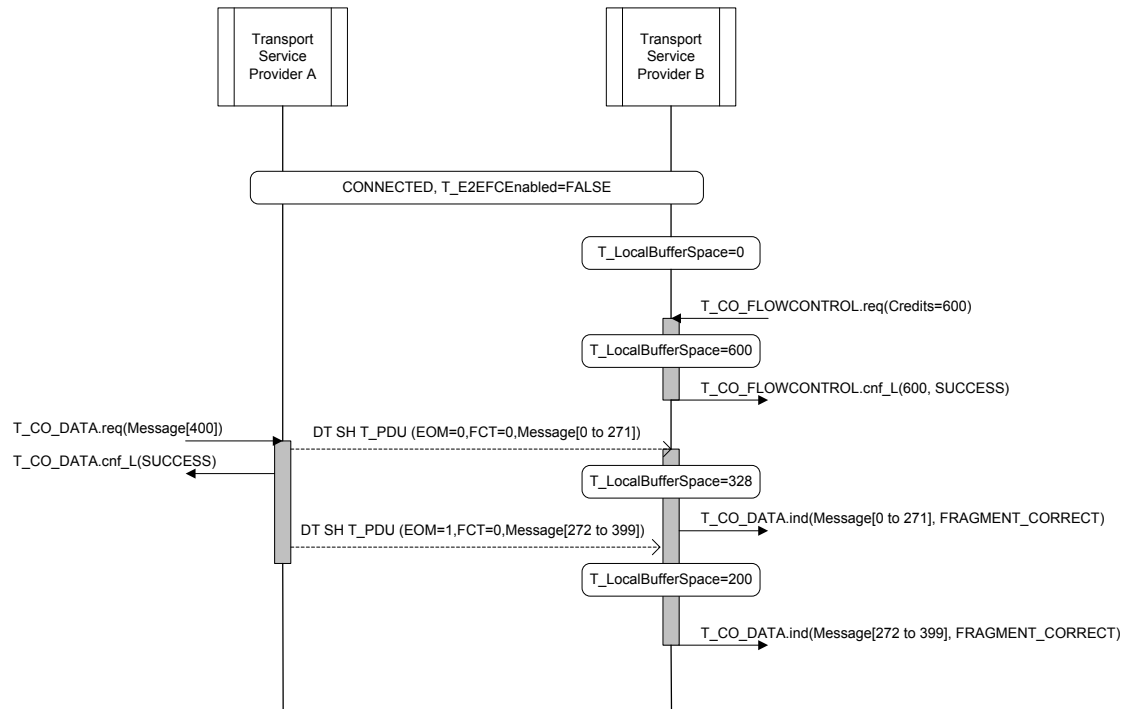 Transport
Service
Provider A
Transport
Service
Provider B
CONNECTED, T_E2EFCEnabled=FALSE
T_LocalBufferSpace=0
T_CO_FLOWCONTROL.req(Credits=600)
T_LocalBufferSpace=600
T_CO_FLOWCONTROL.cnf_L(600, SUCCESS)
T_CO_DATA.req(Message[400])
DT SH T_PDU (EOM=0,FCT=0,Message[0 to 271])
T_CO_DATA.cnf_L(SUCCESS)
T_LocalBufferSpace=328
T_CO_DATA.ind(Message[0 to 271], FRAGMENT_CORRECT)
DT SH T_PDU (EOM=1,FCT=0,Message[272 to 399])
T_LocalBufferSpace=200
T_CO_DATA.ind(Message[272 to 399], FRAGMENT_CORRECT)